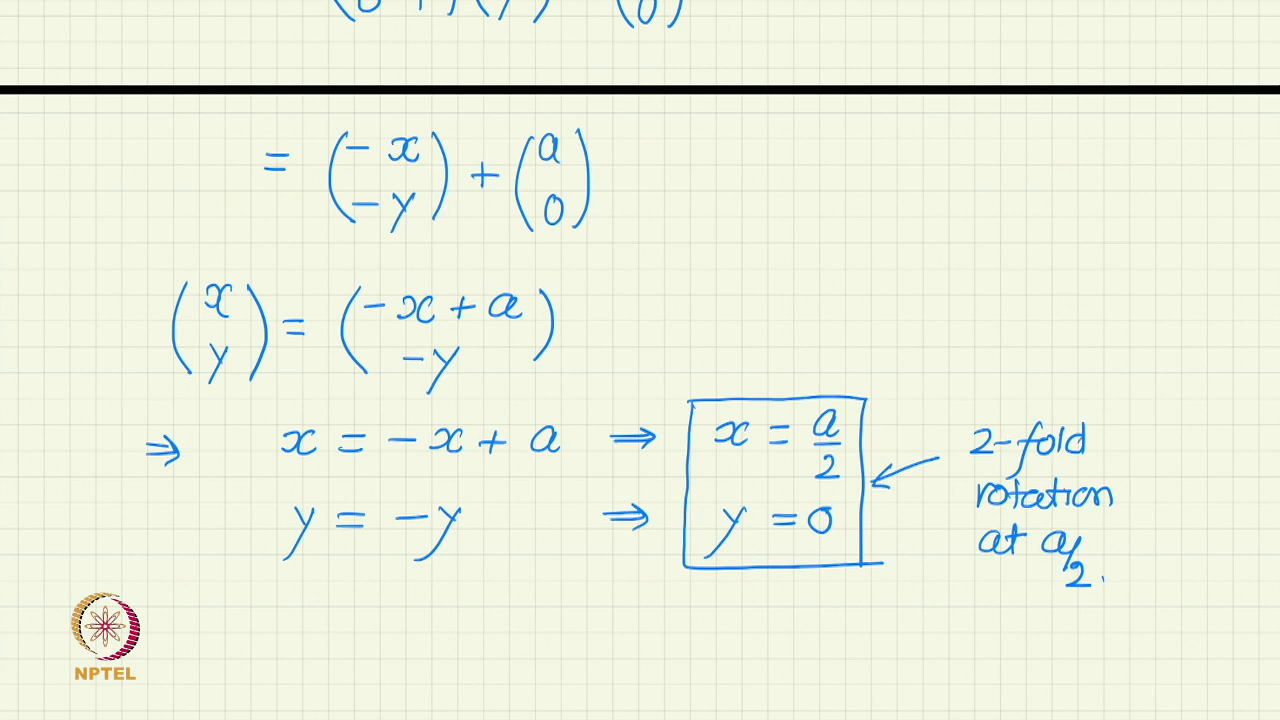 = (-x -y) + (a 0)
(x y) = (-x + a -y)
⇒ x = -x + a ⇒ x = a/2
y = -y ⇒ y = 0
2-fold
rotation
at a/2.
NPTEL